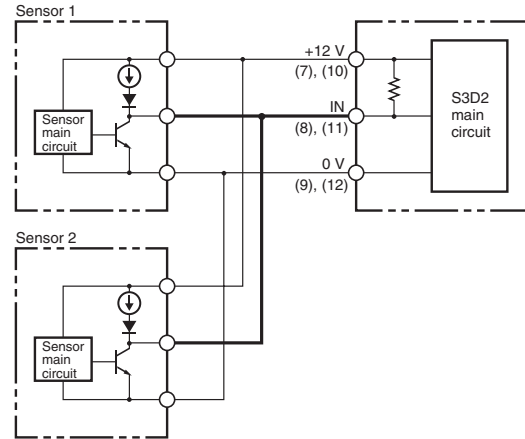 Sensor 1
+12 V
(7), (10)
IN
(8), (11)
0 V
(9), (12)
Sensor
main
circuit
S3D2
main
circuit
Sensor 2
Sensor
main
circuit